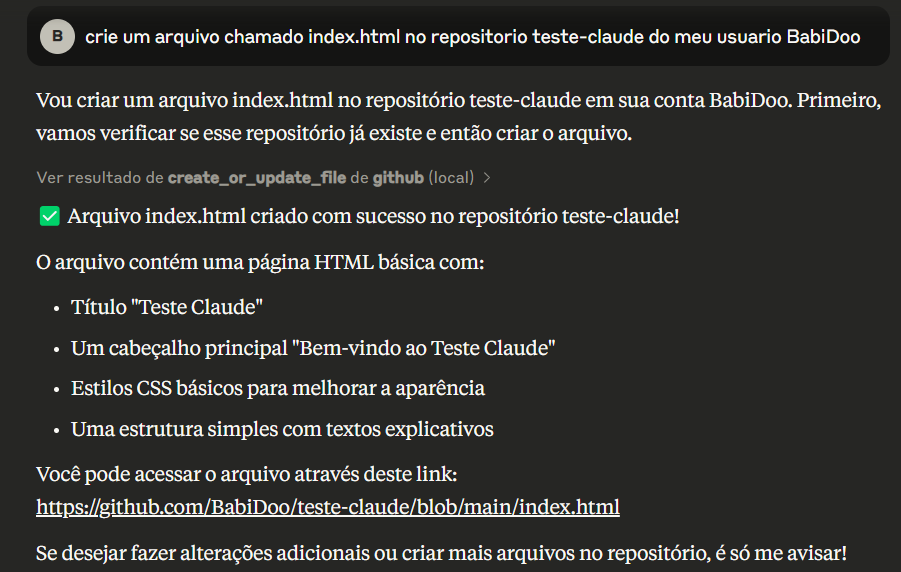 B crie um arquivo chamado index.html no repositorio teste-claude do meu usuario BabiDoo
Vou criar um arquivo index.html no repositório teste-claude em sua conta BabiDoo. Primeiro,
vamos verificar se esse repositório já existe e então criar o arquivo.
Ver resultado de create_or_update_file de github (local) >
✅ Arquivo index.html criado com sucesso no repositório teste-claude!
O arquivo contém uma página HTML básica com:
• Título "Teste Claude"
• Um cabeçalho principal "Bem-vindo ao Teste Claude"
• Estilos CSS básicos para melhorar a aparência
• Uma estrutura simples com textos explicativos
Você pode acessar o arquivo através deste link:
https://github.com/BabiDoo/teste-claude/blob/main/index.html
Se desejar fazer alterações adicionais ou criar mais arquivos no repositório, é só me avisar!